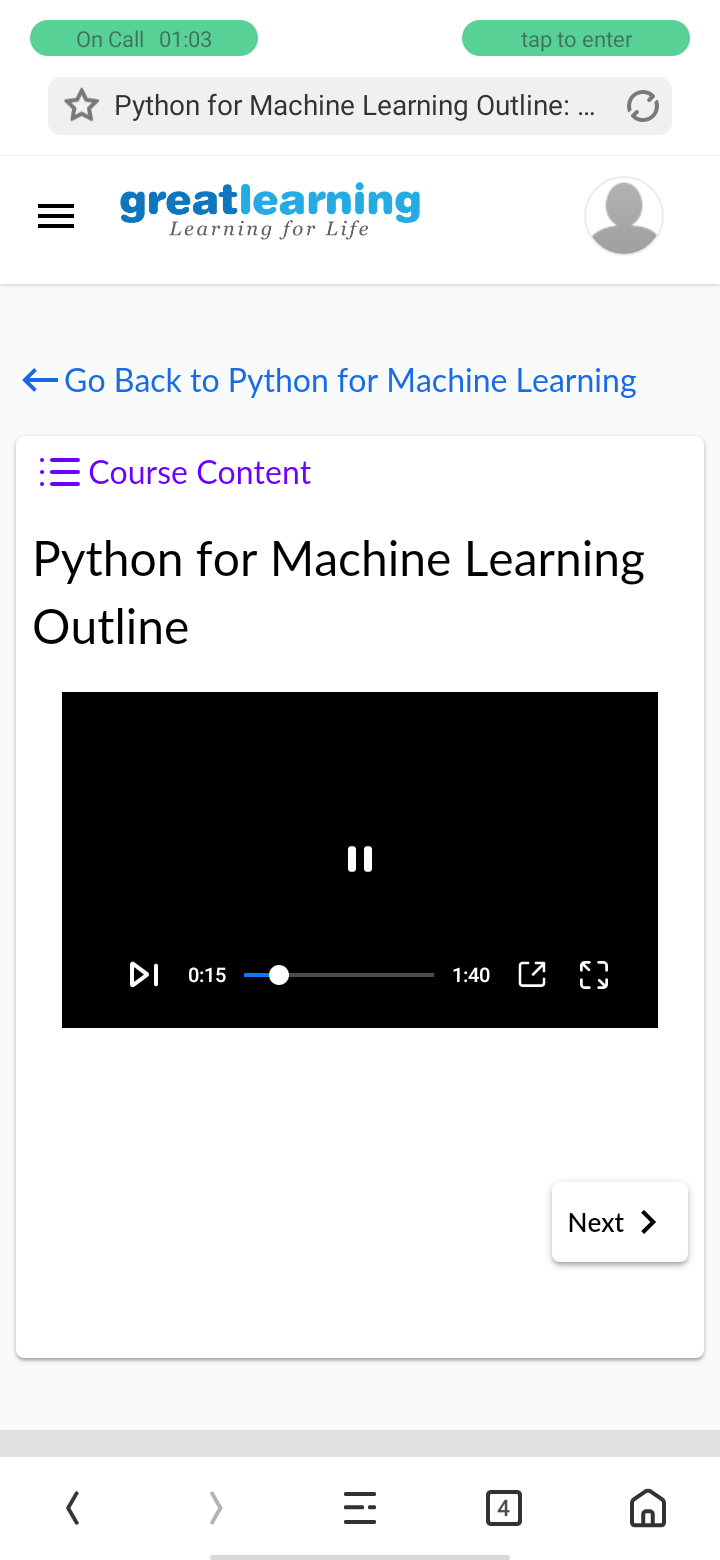 On Call 01:03
tap to enter
Python for Machine Learning Outline: ...
greatlearning
Learning for Life
Go Back to Python for Machine Learning
Course Content
Python for Machine Learning
Outline
0:15
1:40
Next
4